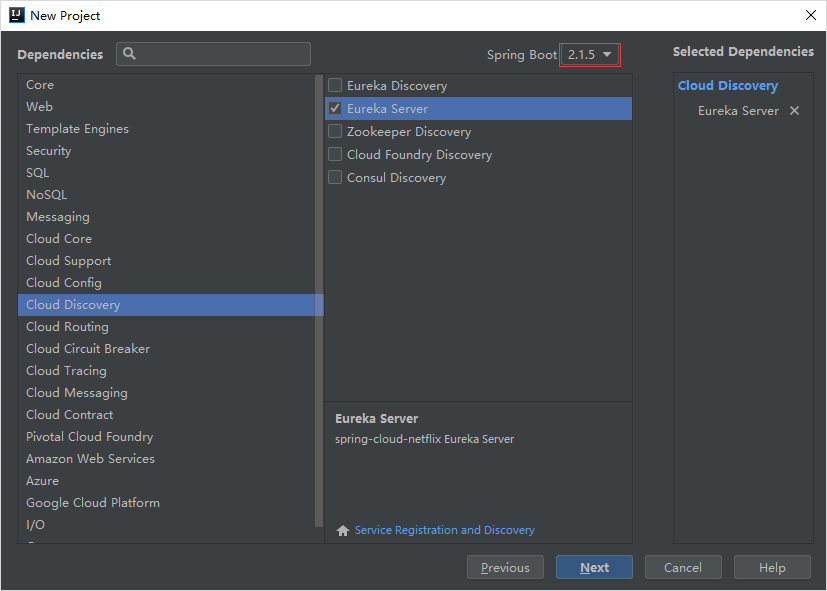 New Project
Dependencies
Spring Boot 2.1.5
Selected Dependencies
Core
Web
Template Engines
Security
SQL
NoSQL
Messaging
Cloud Core
Cloud Support
Cloud Config
Cloud Discovery
Cloud Routing
Cloud Circuit Breaker
Cloud Tracing
Cloud Messaging
Cloud Contract
Pivotal Cloud Foundry
Amazon Web Services
Azure
Google Cloud Platform
I/O
Eureka Discovery
Eureka Server
Zookeeper Discovery
Cloud Foundry Discovery
Consul Discovery
Eureka Server
spring-cloud-netflix Eureka Server
Service Registration and Discovery
Cloud Discovery
Eureka Server
Previous
Next
Cancel
Help